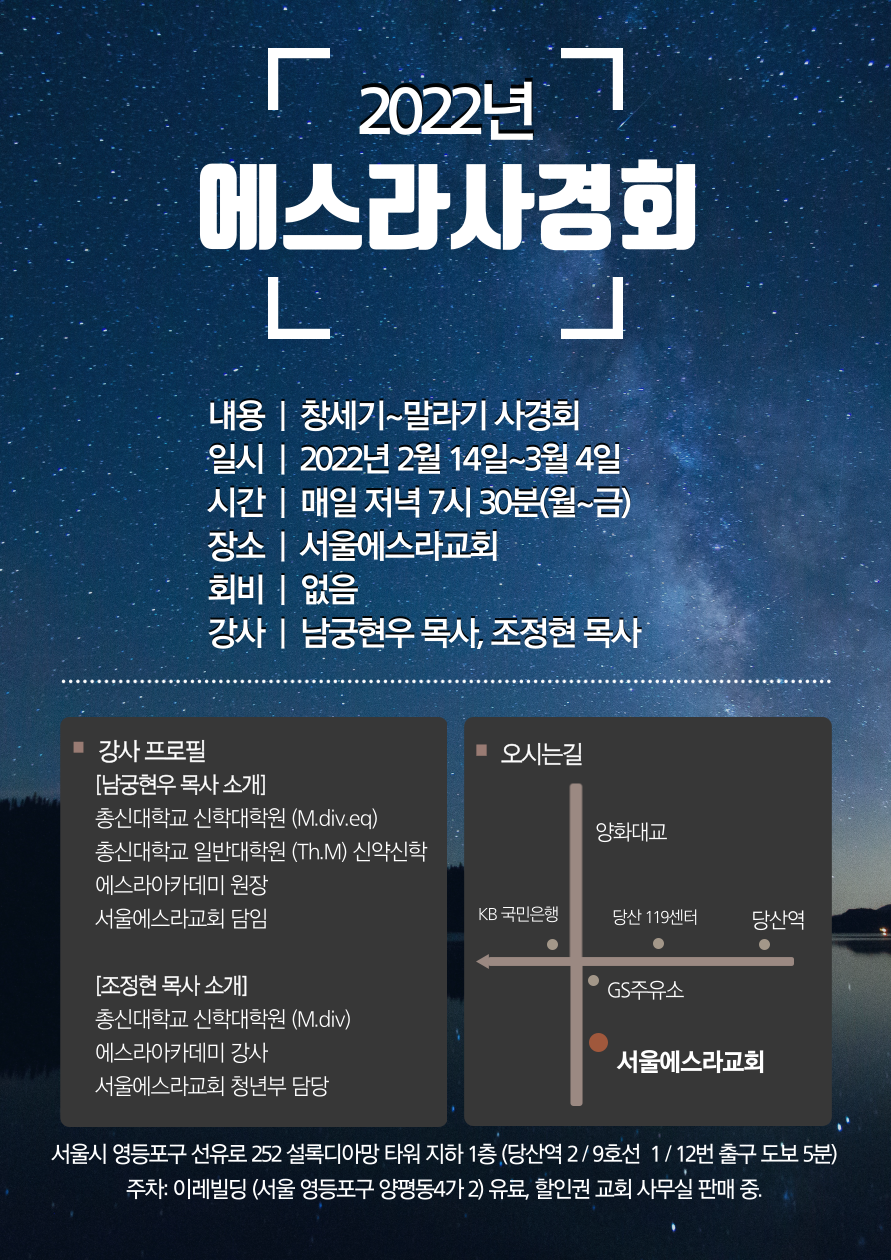 2022년
에스라사경회
내용 | 창세기~말라기 사경회
일시 | 2022년 2월 14일~3월 4일
시간 | 매일 저녁 7시 30분(월~금)
장소 | 서울에스라교회
회비 | 없음
강사 | 남궁현우 목사, 조정현 목사
강사 프로필
[남궁현우 목사 소개]
총신대학교 신학대학원 (M.div.eq)
총신대학교 일반대학원 (Th.M) 신약신학
에스라아카데미 원장
서울에스라교회 담임
[조정현 목사 소개]
총신대학교 신학대학원 (M.div)
에스라아카데미 강사
서울에스라교회 청년부 담당
오시는길
양화대교
KB 국민은행
당산 119센터
당산역
GS주유소
서울에스라교회
서울시 영등포구 선유로 252 설록디아망 타워 지하 1층 (당산역 2 / 9호선 1 / 12번 출구 도보 5분)
주차: 이레빌딩 (서울 영등포구 양평동4가 2) 유료, 할인권 교회 사무실 판매 중.